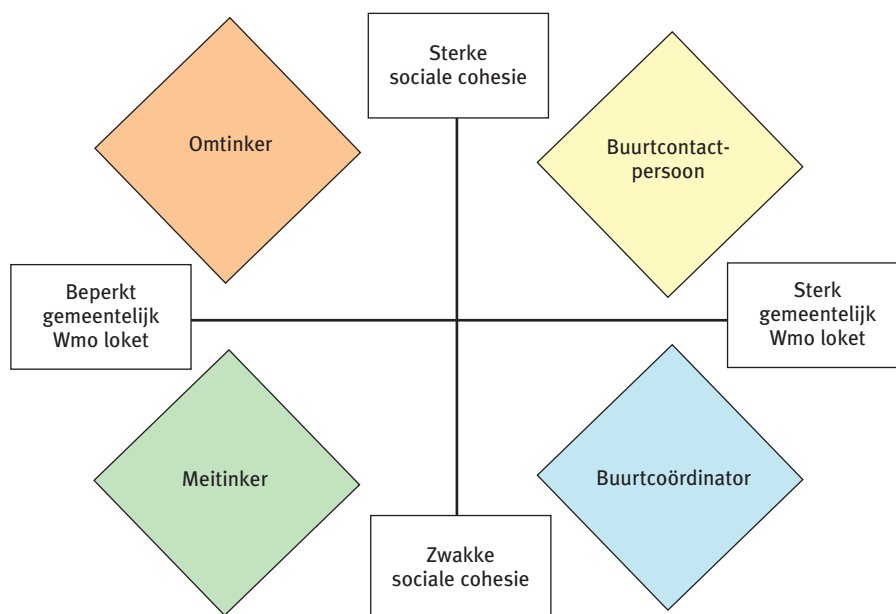 Sterke
sociale cohesie
Omtinker
Buurtcontact-
persoon
Beperkt
gemeentelijk
Wmo loket
Sterk
gemeentelijk
Wmo loket
Meitinker
Buurtcoördinator
Zwakke
sociale cohesie